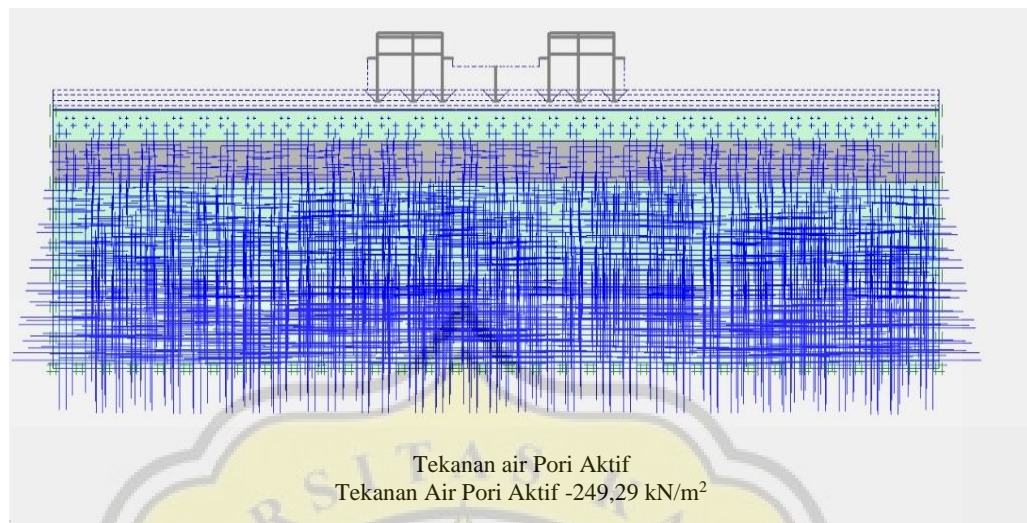 Tekanan air Pori Aktif
Tekanan Air Pori Aktif -249,29 kN/m²
R S I T A S K A